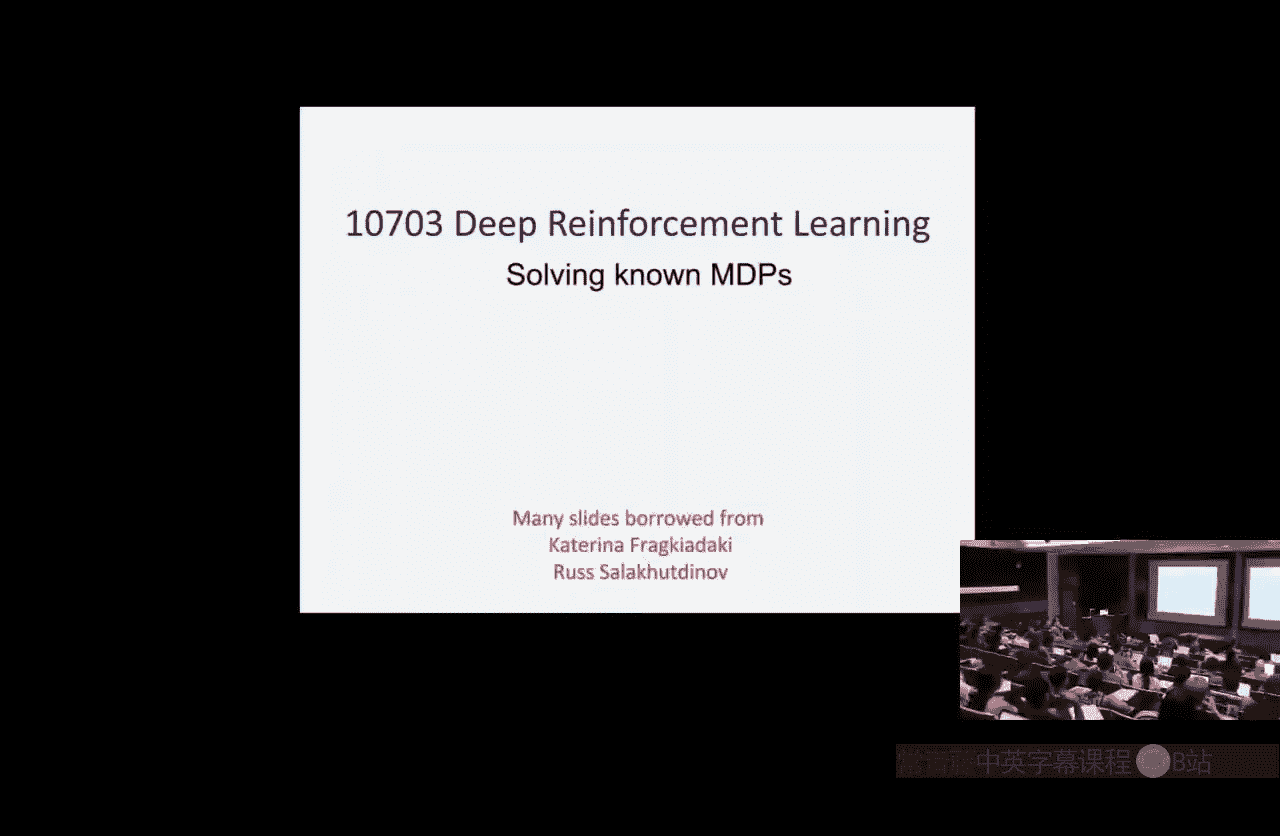 10703 Deep Reinforcement Learning
Solving known MDPs
Many slides borrowed from
Katerina Fragkiadaki
Russ Salakhutdinov
中英字幕课程 B站